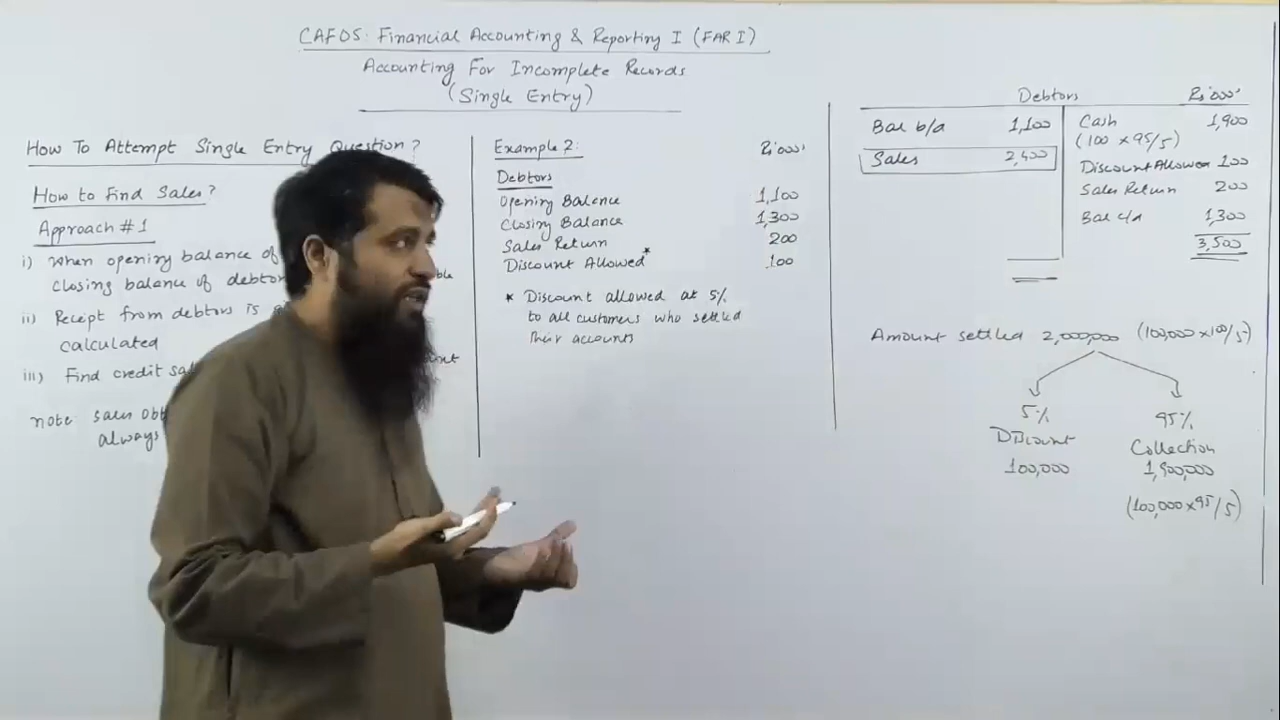 CAF05: Financial Accounting & Reporting I (FAR I)
Accounting For Incomplete Records
(Single Entry)
How To Attempt Single Entry Question?
How to Find Sales?
Approach # 1
i) When opening balance of
closing balance of debtor
ii) Receipt from debtors is
calculated
iii) Find credit sal
note: sales obt
always
Example 2:
Rs'000'
Debtors
Opening Balance 1,100
Closing Balance 1,300
Sales Return 200
Discount Allowed* 100
* Discount allowed at 5%
to all customers who settled
their accounts
Debtors Rs'000'
Bal b/d 1,100
Sales 2,400
Cash 1,900
(100 x 95/5)
Discount Allowed 100
Sales Return 200
Bal c/d 1,300
3,500
Amount settled 2,000,000 (100,000 x 100/5)
5% 95%
Discount Collection
100,000 1,900,000
(100,000 x 95/5)